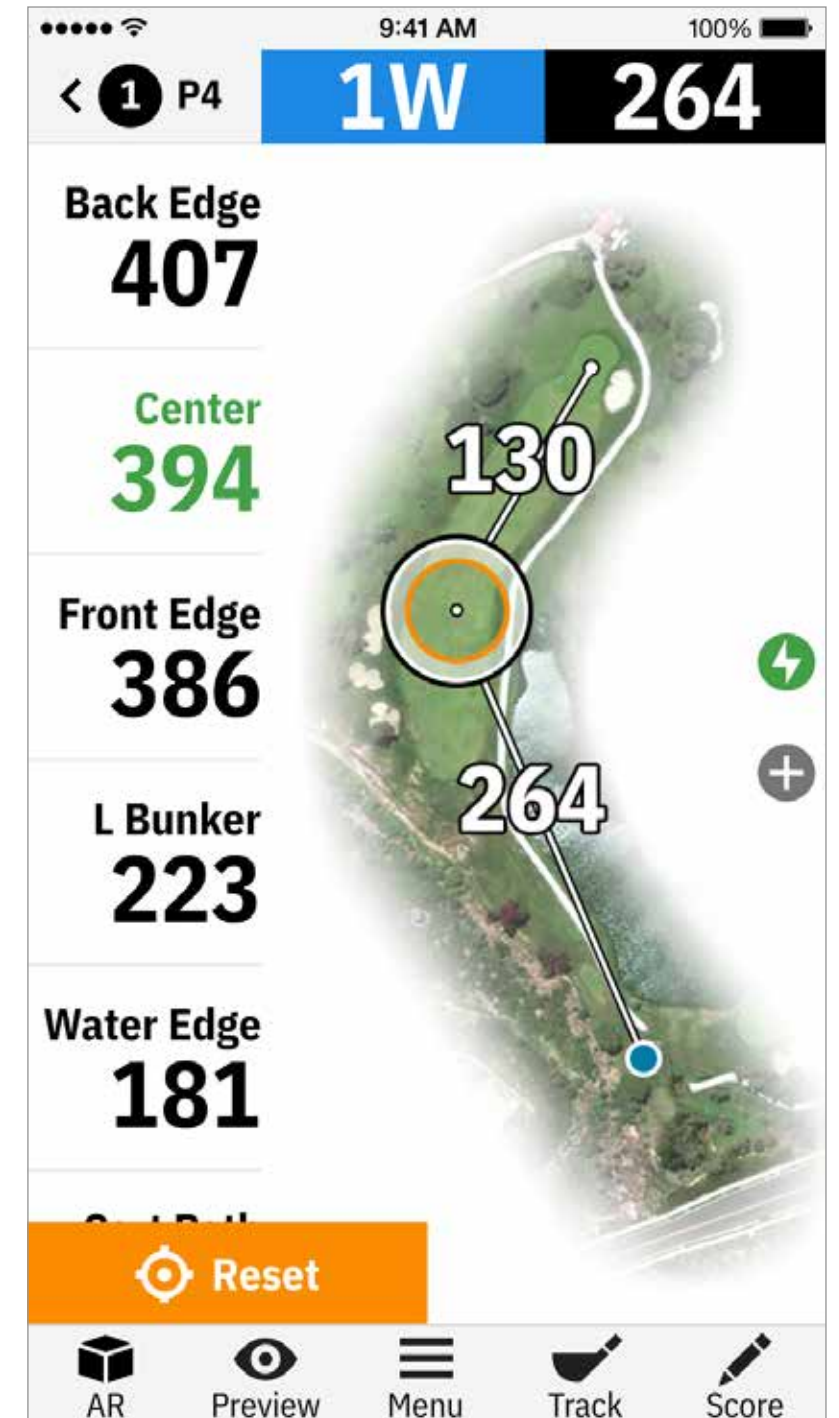 9:41 AM 100%
1 P4 1W 264
Back Edge
407
Center
394
Front Edge
386
L Bunker
223
Water Edge
181
130
264
Reset
AR Preview Menu Track Score